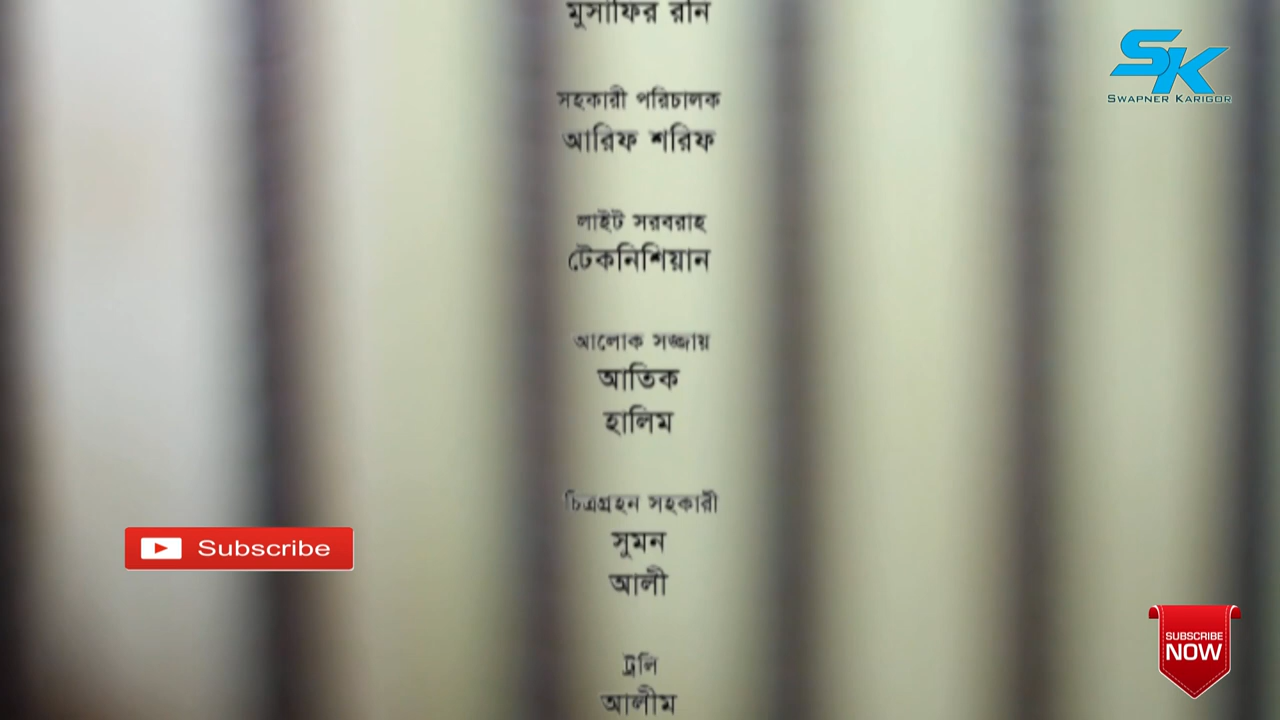 মুসাফির রনি
SK
SWAPNER KARIGOR
সহকারী পরিচালক
আরিফ শরিফ
লাইট সরবরাহ
টেকনিশিয়ান
আলোক সজ্জায়
আতিক
হালিম
চিত্রগ্রহন সহকারী
সুমন
Subscribe
আলী
SUBSCRIBE
NOW
ট্রলি
আলীম